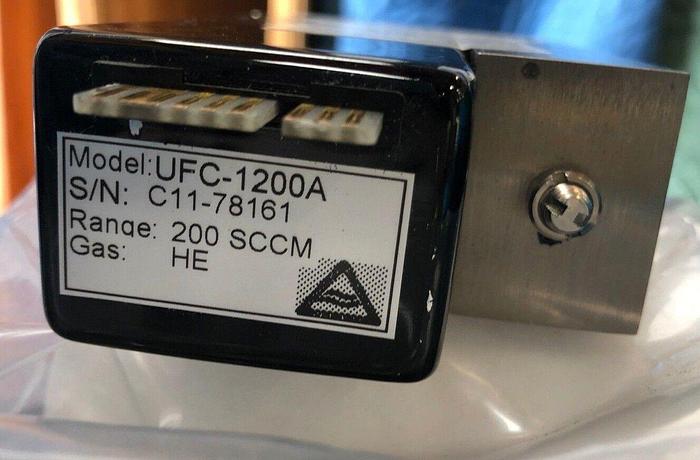 Model:UFC-1200A
S/N: C11-78161
Range: 200 SCCM
Gas: HE